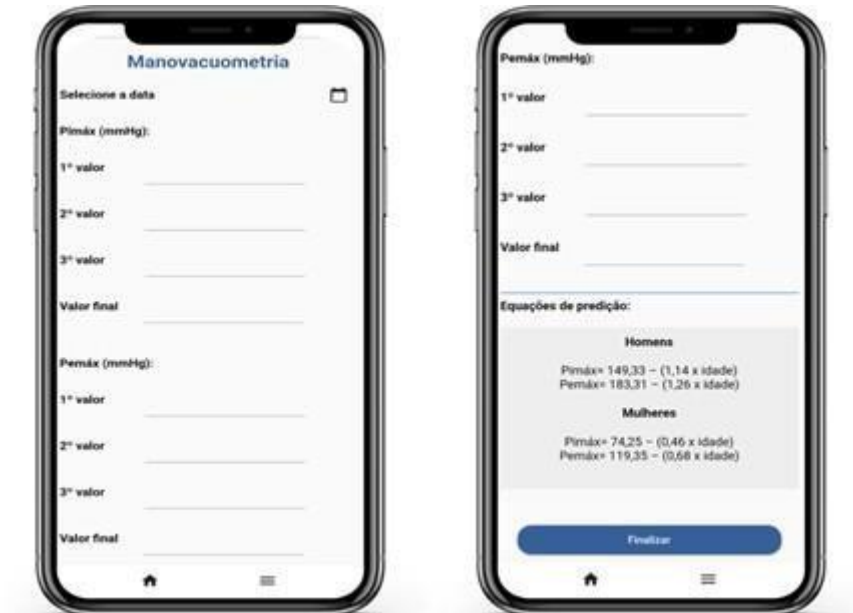 Manovacuometria
Selecione a data
PImáx (mmHg):
1º valor
2º valor
3º valor
Valor final
Pemáx (mmHg):
1º valor
2º valor
3º valor
Valor final
Pemáx (mmHg):
1º valor
2º valor
3º valor
Valor final
Equações de predição:
Homens
Pimáx= 149,33 – (1,14 x idade)
Pemáx= 183,31 – (1,26 x idade)
Mulheres
Pimáx= 74,25 – (0,46 x idade)
Pemáx= 119,35 – (0,68 x idade)
Finalizar